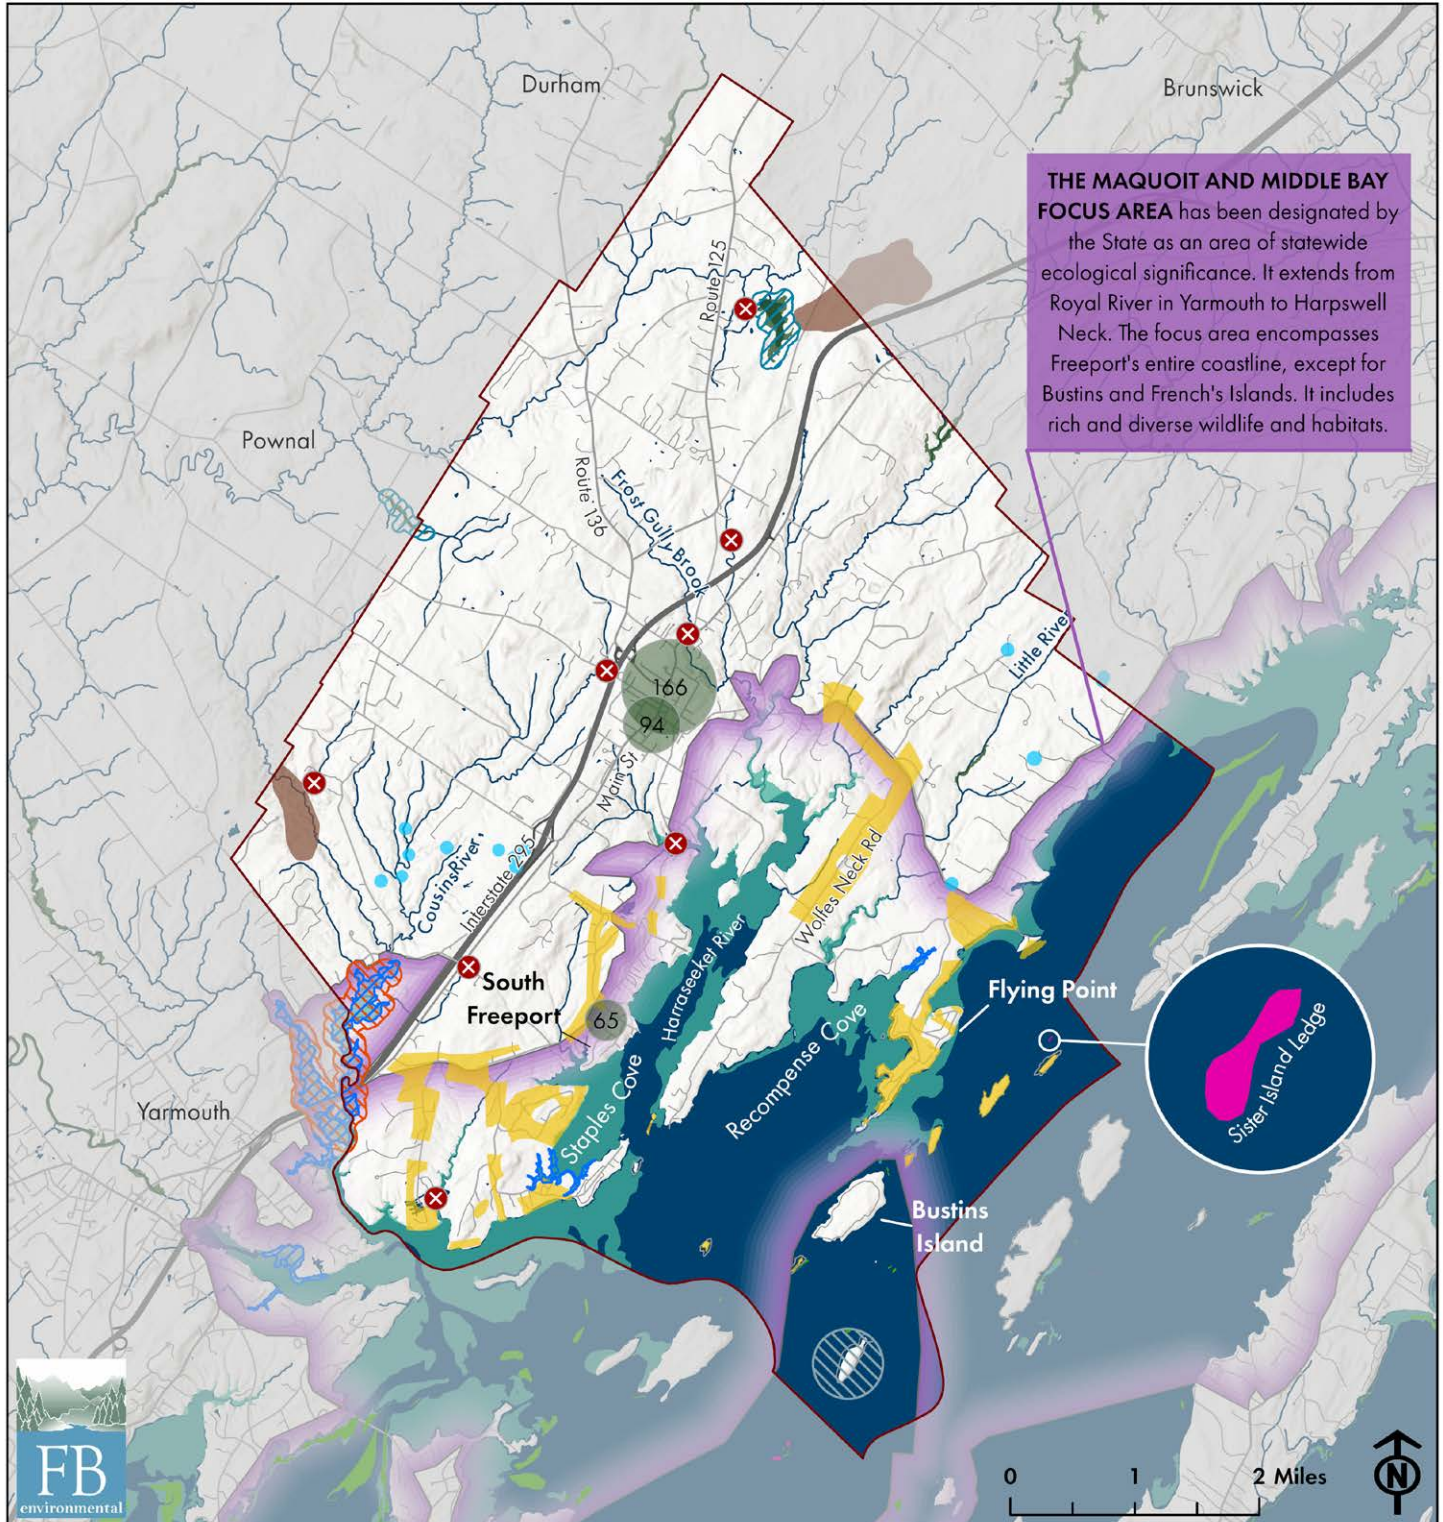 Durham
Brunswick
THE MAQUOIT AND MIDDLE BAY
FOCUS AREA has been designated by
the State as an area of statewide
ecological significance. It extends from
Royal River in Yarmouth to Harpswell
Neck. The focus area encompasses
Freeport's entire coastline, except for
Bustins and French's Islands. It includes
rich and diverse wildlife and habitats.
Route 125
Pownal
Route 136
Frost Gully Brook
Little River
166
94
Main St
Cousins River
Interstate 295
Wolfes Neck Rd
Harraseeket River
South
Freeport
65
Flying Point
Sister Island Ledge
Recompense Cove
Staples Cove
Yarmouth
Bustins
Island
FB
environmental
0 1 2 Miles
N